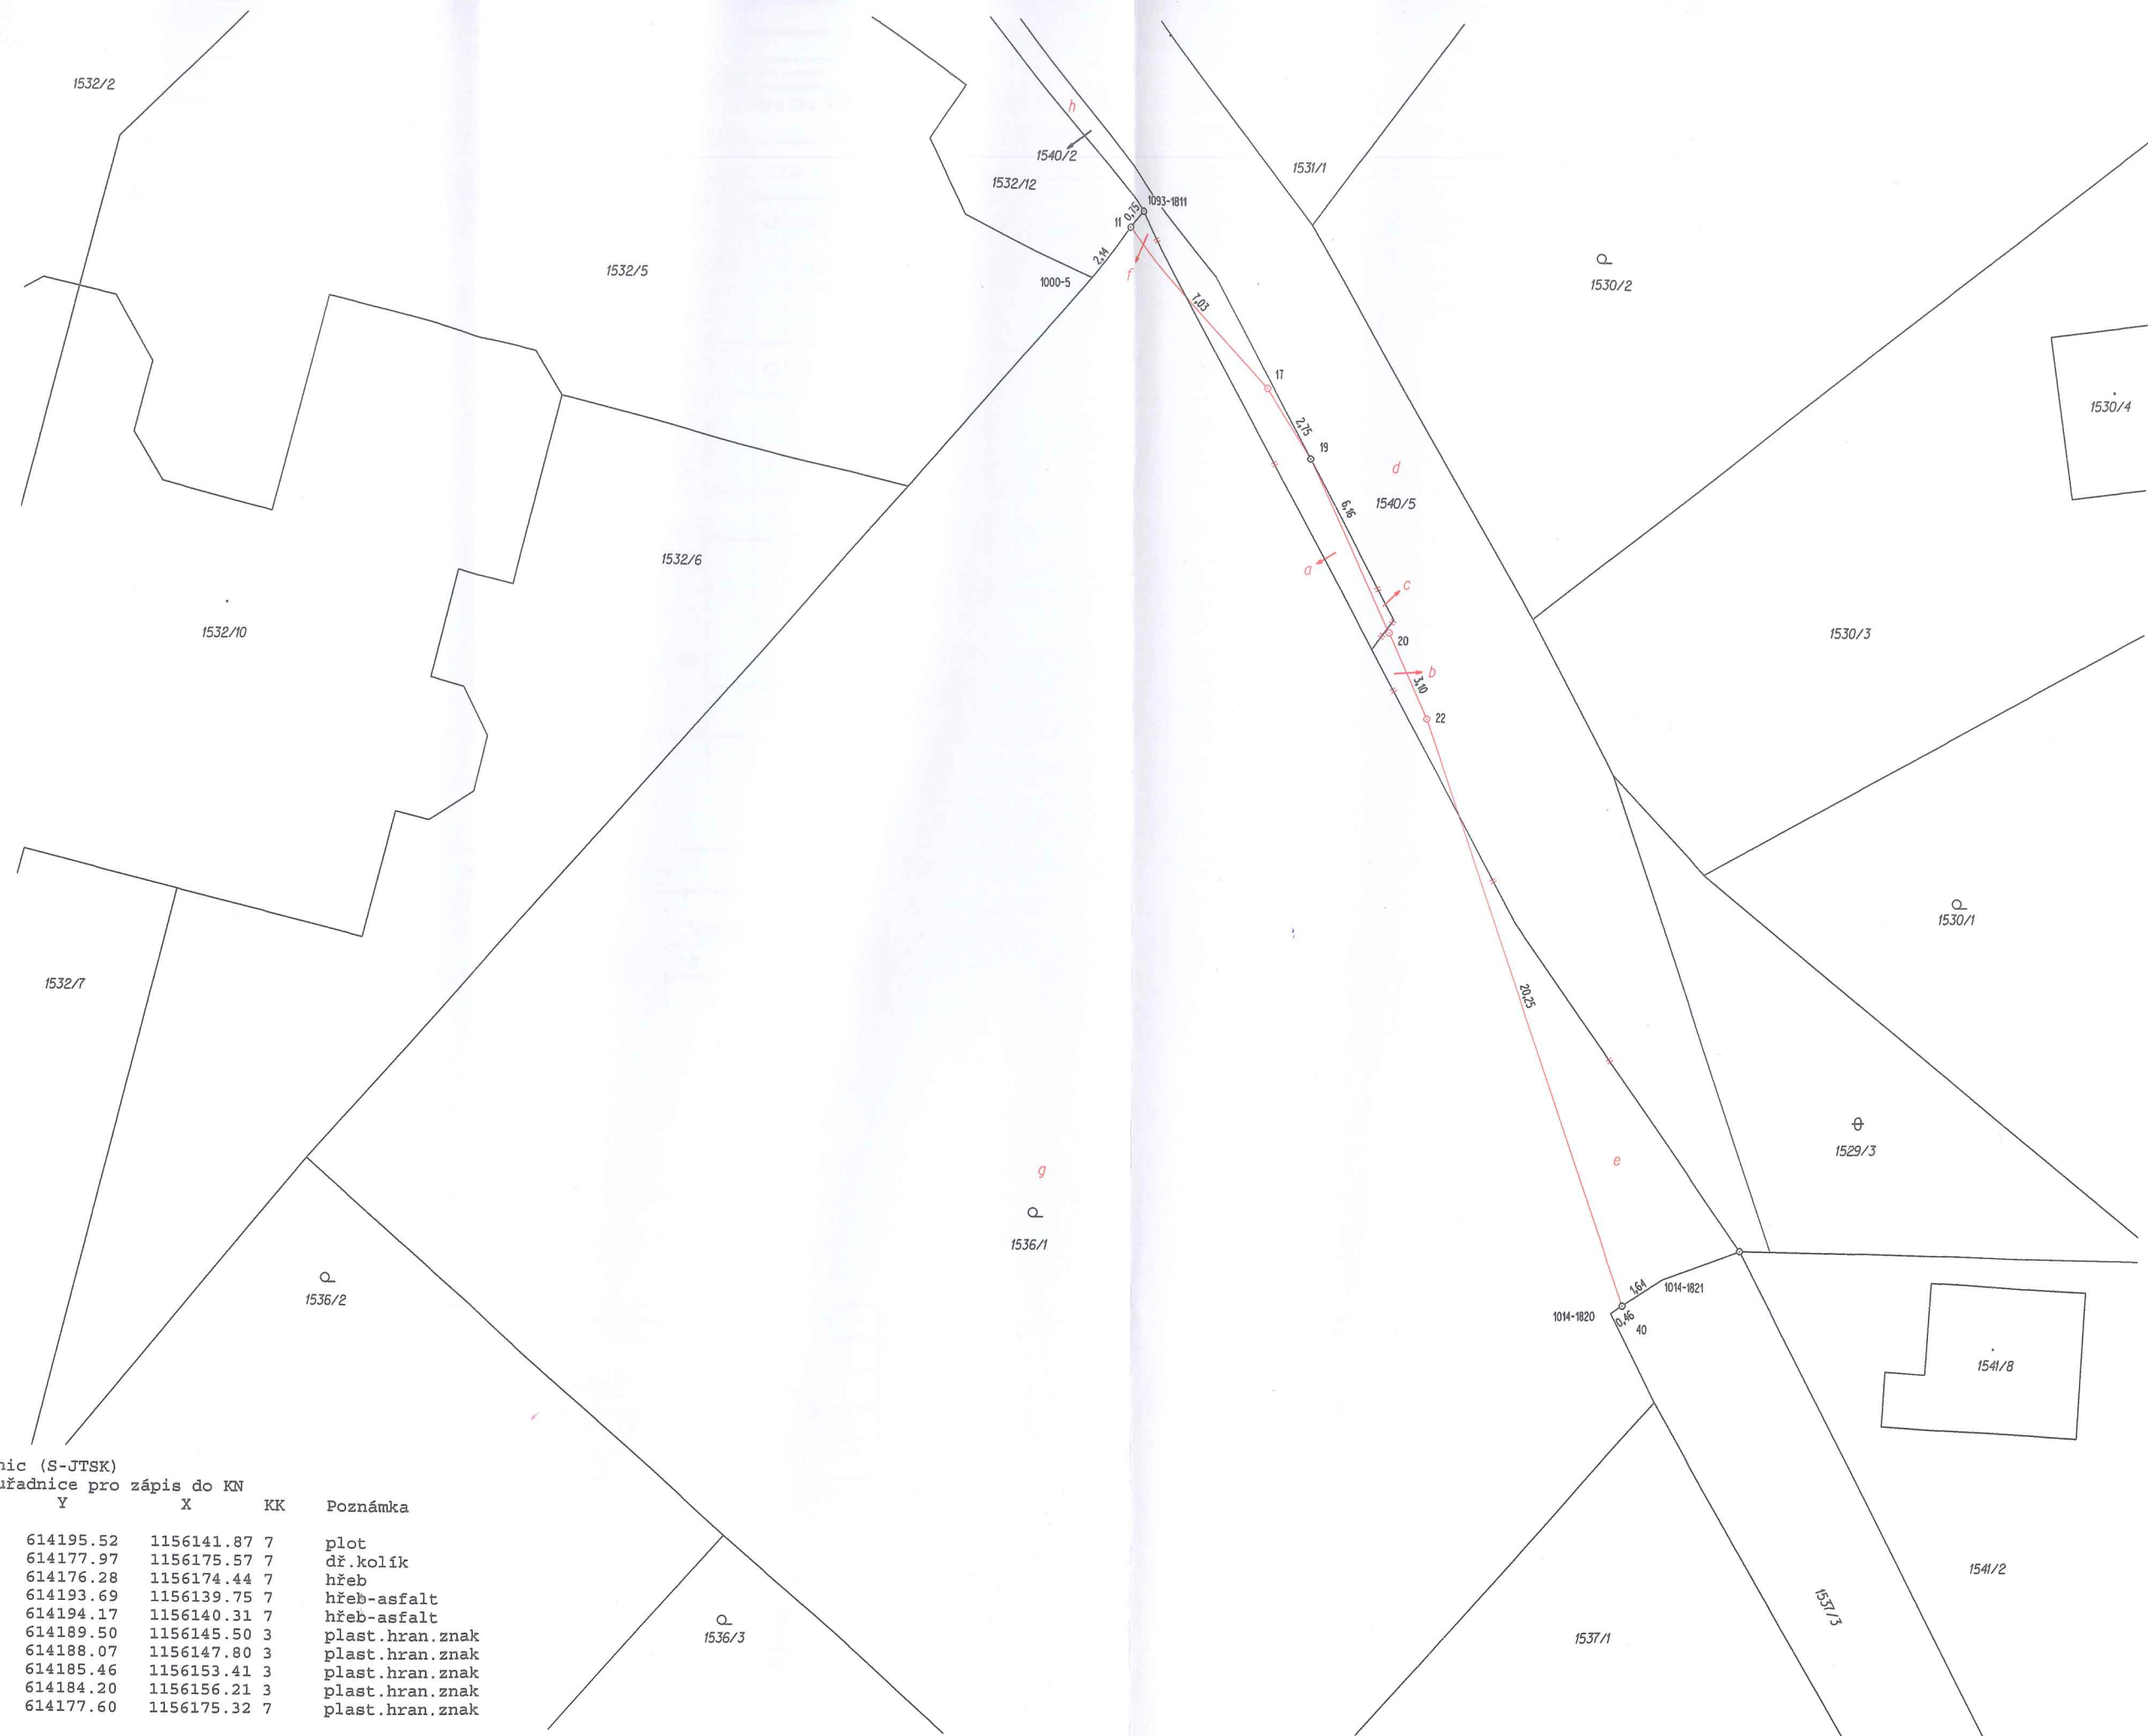 1532/2
h
1540/2
1532/12
1531/1
1093-1811
0,75
11
2,14
f
1000-5
1532/5
1530/2
7,03
17
2,75
19
d
1540/5
6,16
1530/4
1532/6
a
c
1532/10
20
1530/3
b
3,10
22
1530/1
1532/7
20,25
1529/3
e
g
1536/1
1536/2
1,64
1014-1821
1014-1820
0,46
40
1541/8
nic (S-JTSK)
uřadnice pro zápis do KN
Y X KK Poznámka
614195.52 1156141.87 7 plot
614177.97 1156175.57 7 dř.kolík
614176.28 1156174.44 7 hřeb
614193.69 1156139.75 7 hřeb-asfalt
614194.17 1156140.31 7 hřeb-asfalt
614189.50 1156145.50 3 plast.hran.znak
614188.07 1156147.80 3 plast.hran.znak
614185.46 1156153.41 3 plast.hran.znak
614184.20 1156156.21 3 plast.hran.znak
614177.60 1156175.32 7 plast.hran.znak
1541/2
1537/3
1536/3
1537/1